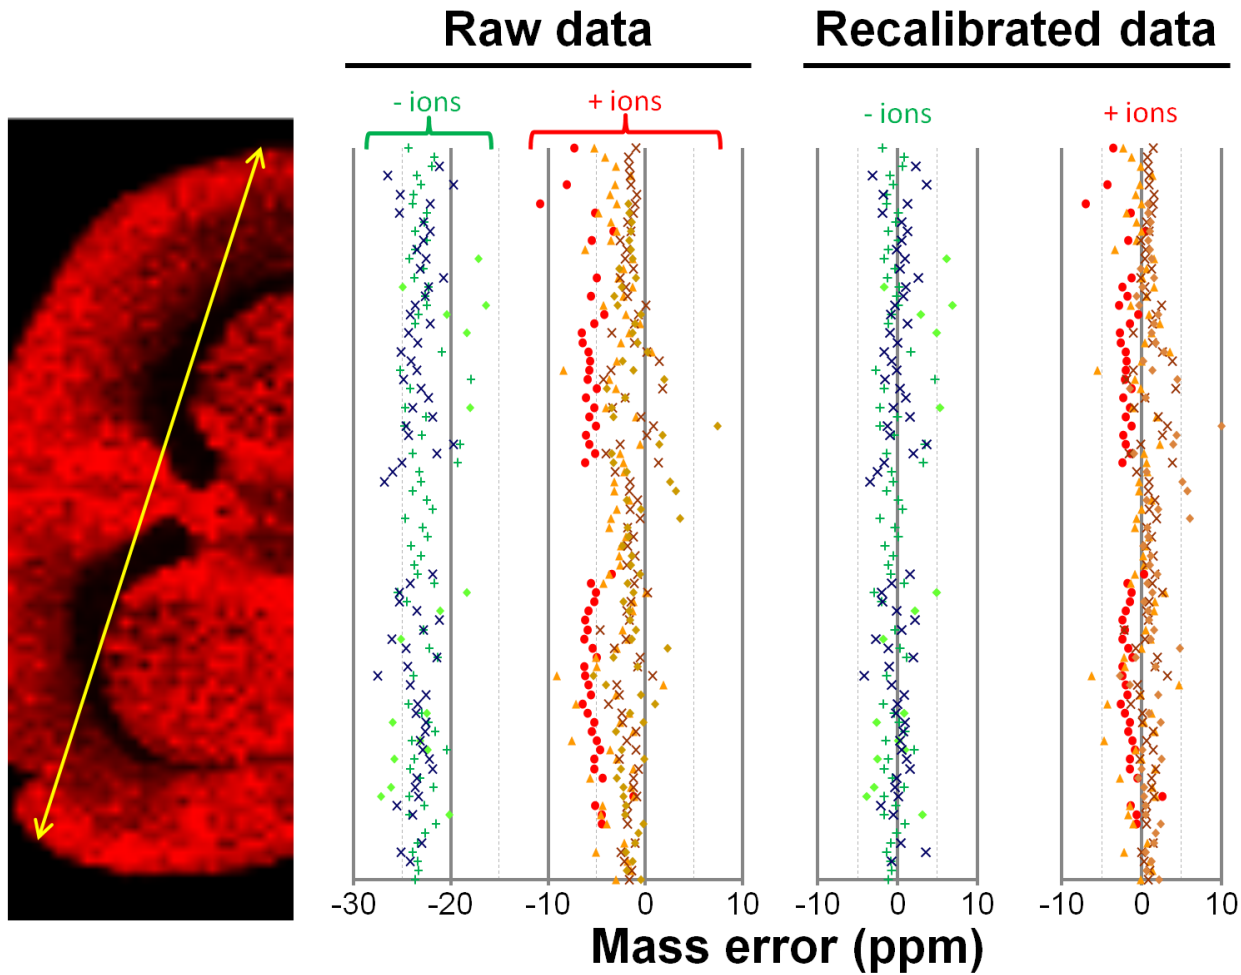 Raw data
Recalibrated data
- ions
+ ions
- ions
+ ions
-30
-20
-10
0
10
-10
0
10
-10
0
10
Mass error (ppm)